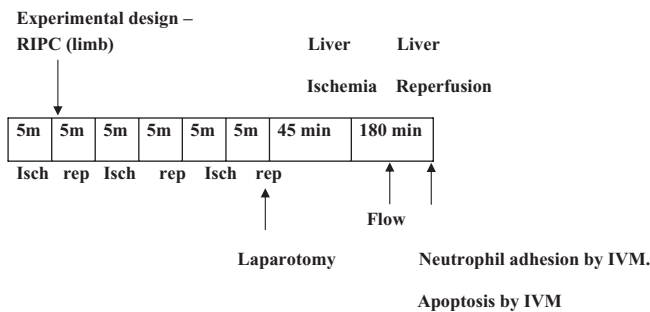 Experimental design –
RIPC (limb)
Liver Liver
Ischemia Reperfusion
5m 5m 5m 5m 5m 5m 45 min 180 min
Isch rep Isch rep Isch rep
Flow
Laparotomy Neutrophil adhesion by IVM.
Apoptosis by IVM